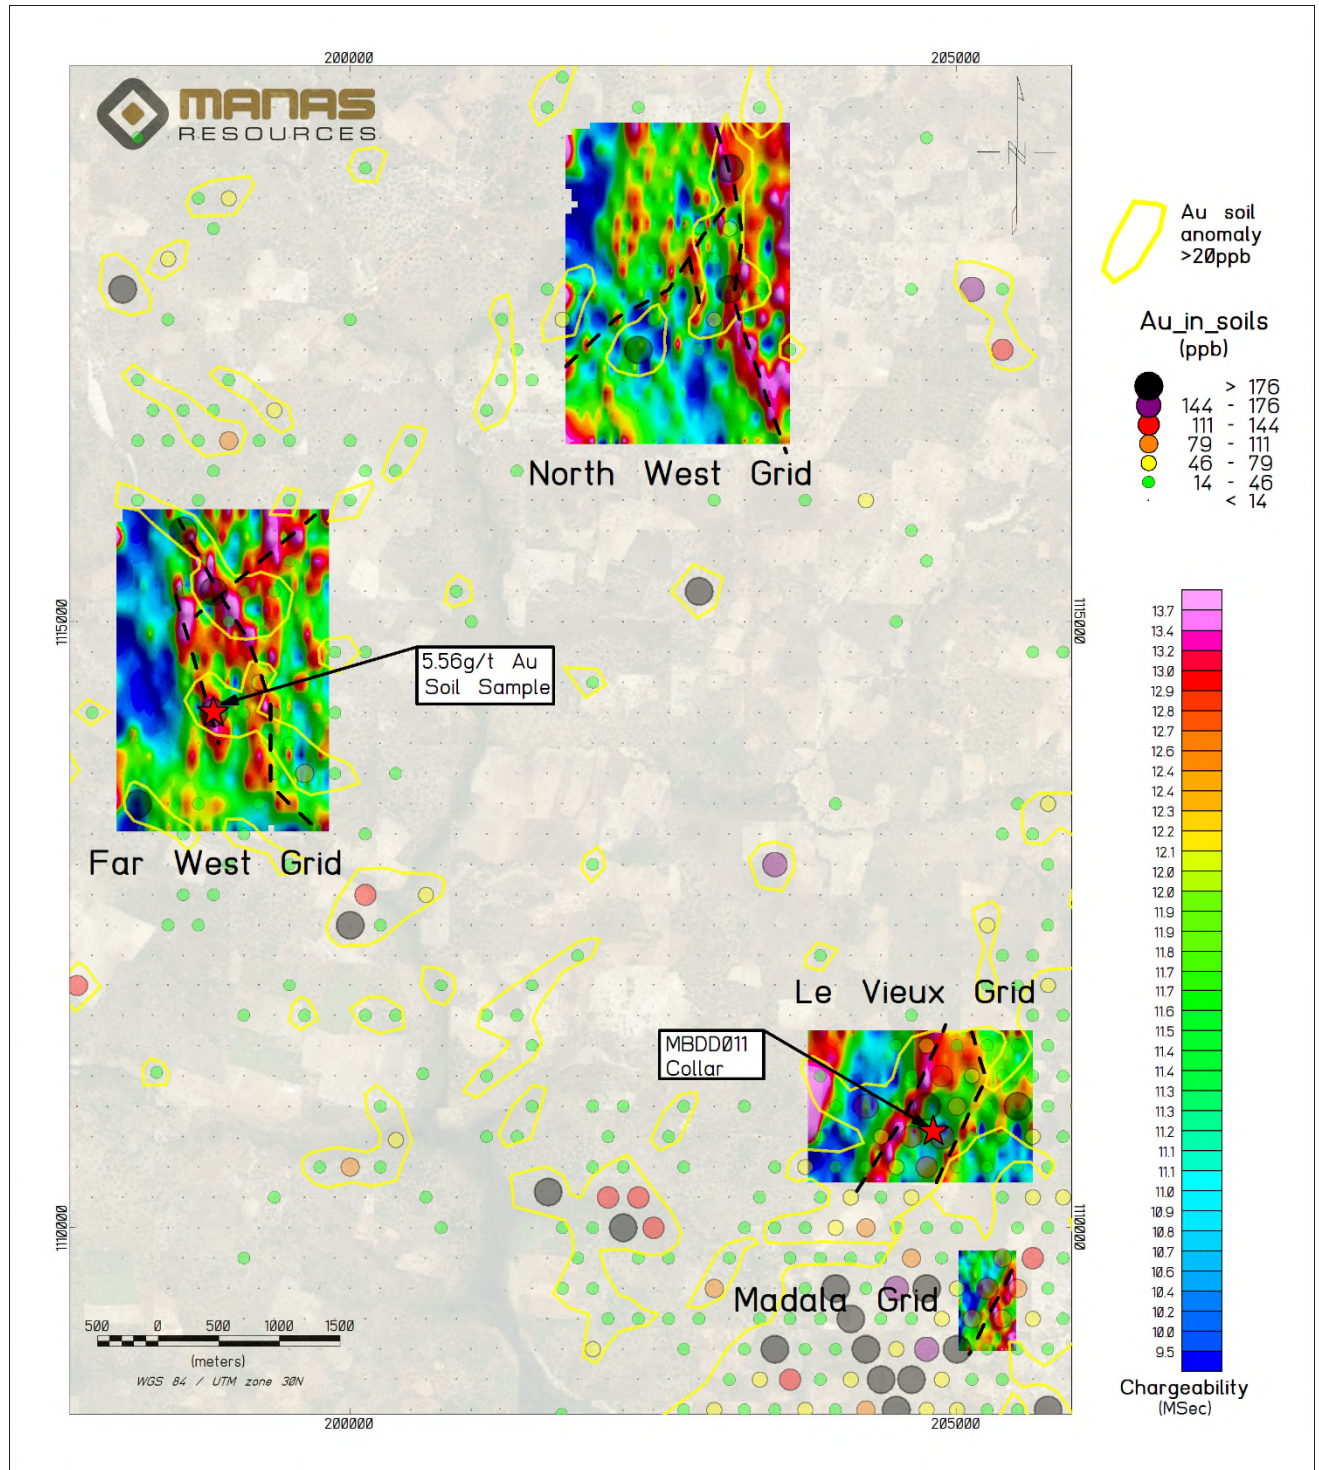 200000
205000
MANAS
RESOURCES
N
Au soil
anomaly
>20ppb
Au_in_soils
(ppb)
> 176
144 - 176
111 - 144
79 - 111
46 - 79
14 - 46
< 14
North West Grid
1115000
1115000
5.56g/t Au
Soil Sample
Far West Grid
13.7
13.4
13.2
13.0
12.9
12.8
12.7
12.6
12.4
12.4
12.3
12.2
12.1
12.0
12.0
11.9
11.9
11.8
11.7
11.7
11.6
11.5
11.4
11.4
11.3
11.3
11.2
11.1
11.0
10.9
10.8
10.7
10.6
10.4
10.2
10.0
9.5
Chargeability
(MSec)
Le Vieux Grid
MBDD011
Collar
1110000
1110000
Madala Grid
500 0 500 1000 1500
(meters)
WGS 84 / UTM zone 30N
200000
205000